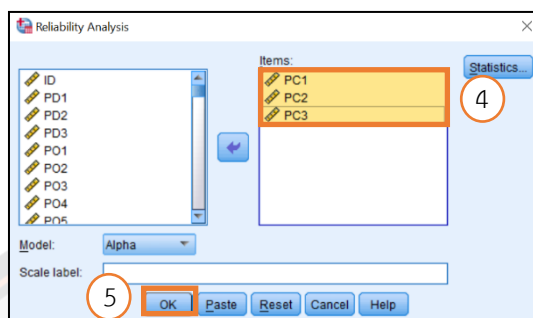 Reliability Analysis
Items:
ID
PD1
PD2
PD3
PO1
PO2
PO3
PO4
PO5
PC1
PC2
PC3
Statistics...
4
Model:
Alpha
Scale label:
5
OK
Paste
Reset
Cancel
Help